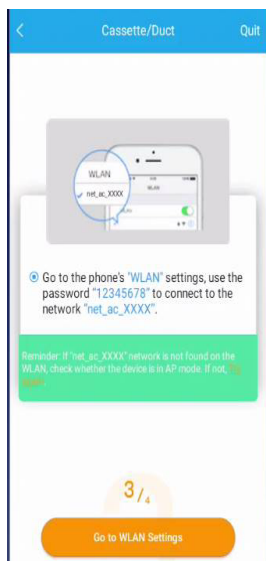 Cassette/Duct
Quit
WLAN
net_ac_XXXX
WLAN
Go to the phone's "WLAN" settings, use the
password "12345678" to connect to the
network "net_ac_XXXX".
Reminder: If "net_ac_XXXX" network is not found on the
WLAN, check whether the device is in AP mode. If not,
3/4
Go to WLAN Settings